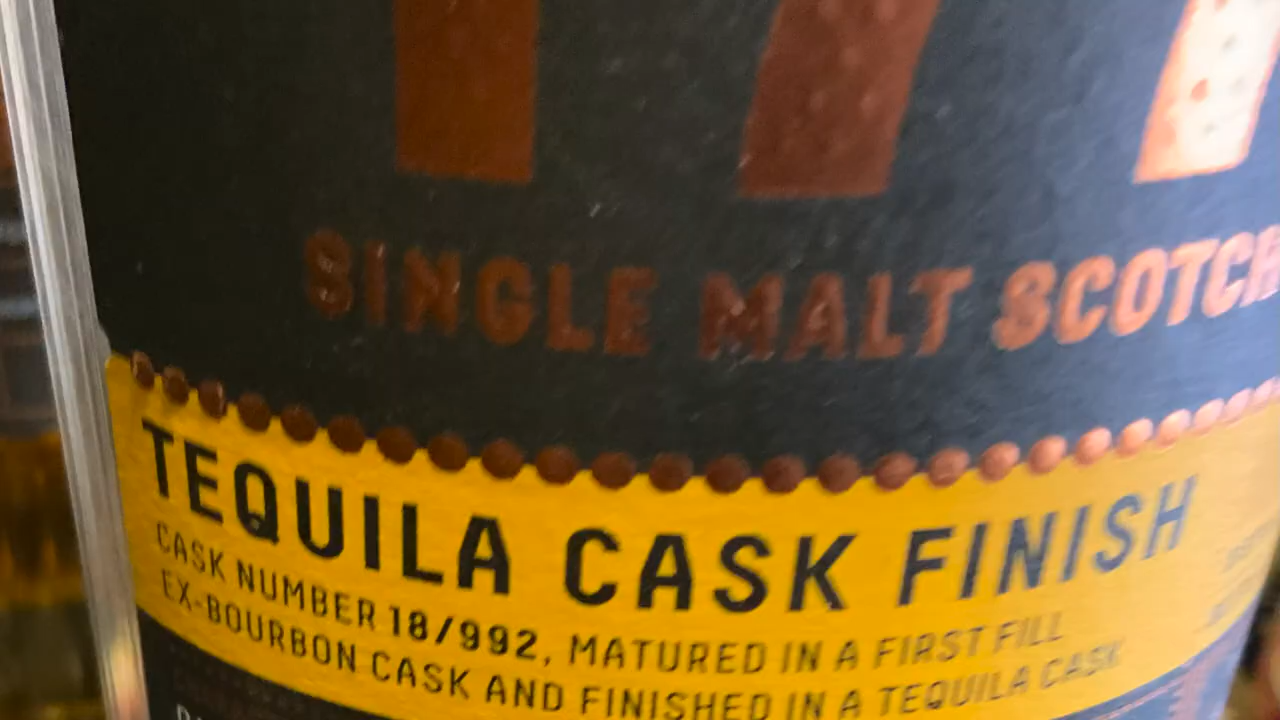 SINGLE MALT SCOTCH
TEQUILA CASK FINISH
CASK NUMBER 18/992, MATURED IN A FIRST FILL
EX-BOURBON CASK AND FINISHED IN A TEQUILA CASK